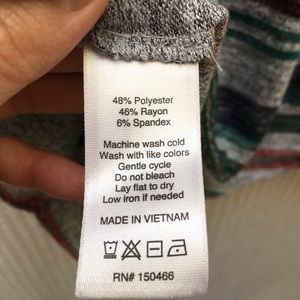 48% Polyester
46% Rayon
6% Spandex
Machine wash cold
Wash with like colors
Gentle cycle
Do not bleach
Lay flat to dry
Low iron if needed
MADE IN VIETNAM
RN# 150466